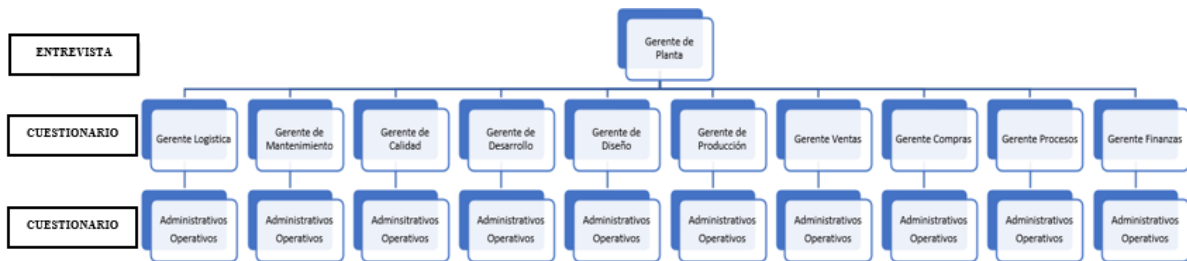 ENTREVISTA
Gerente de
Planta
CUESTIONARIO
Gerente Logística
Gerente de
Mantenimiento
Gerente de
Calidad
Gerente de
Desarrollo
Gerente de
Diseño
Gerente de
Producción
Gerente Ventas
Gerente Compras
Gerente Procesos
Gerente Finanzas
CUESTIONARIO
Administrativos
Operativos
Administrativos
Operativos
Adminsitrativos
Operativos
Administrativos
Operativos
Administrativos
Operativos
Administrativos
Operativos
Administrativos
Operativos
Administrativos
Operativos
Administrativos
Operativos
Administrativos
Operativos